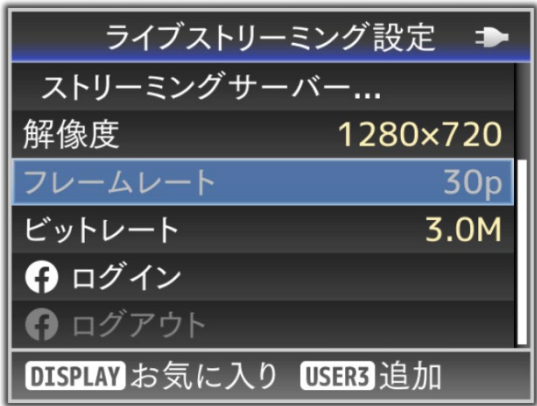 ライブストリーミング設定
ストリーミングサーバー...
解像度 1280×720
フレームレート 30p
ビットレート 3.0M
ログイン
ログアウト
DISPLAY お気に入り USER3 追加